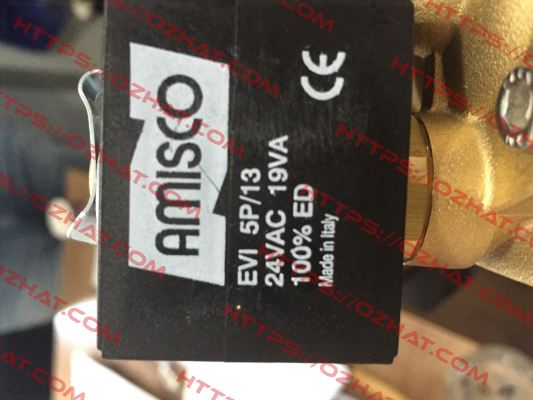 AMISCO
EVI 5P/13
24VAC 19VA
100% ED
Made in Italy
CE
HTTPS://OZHAT.COM